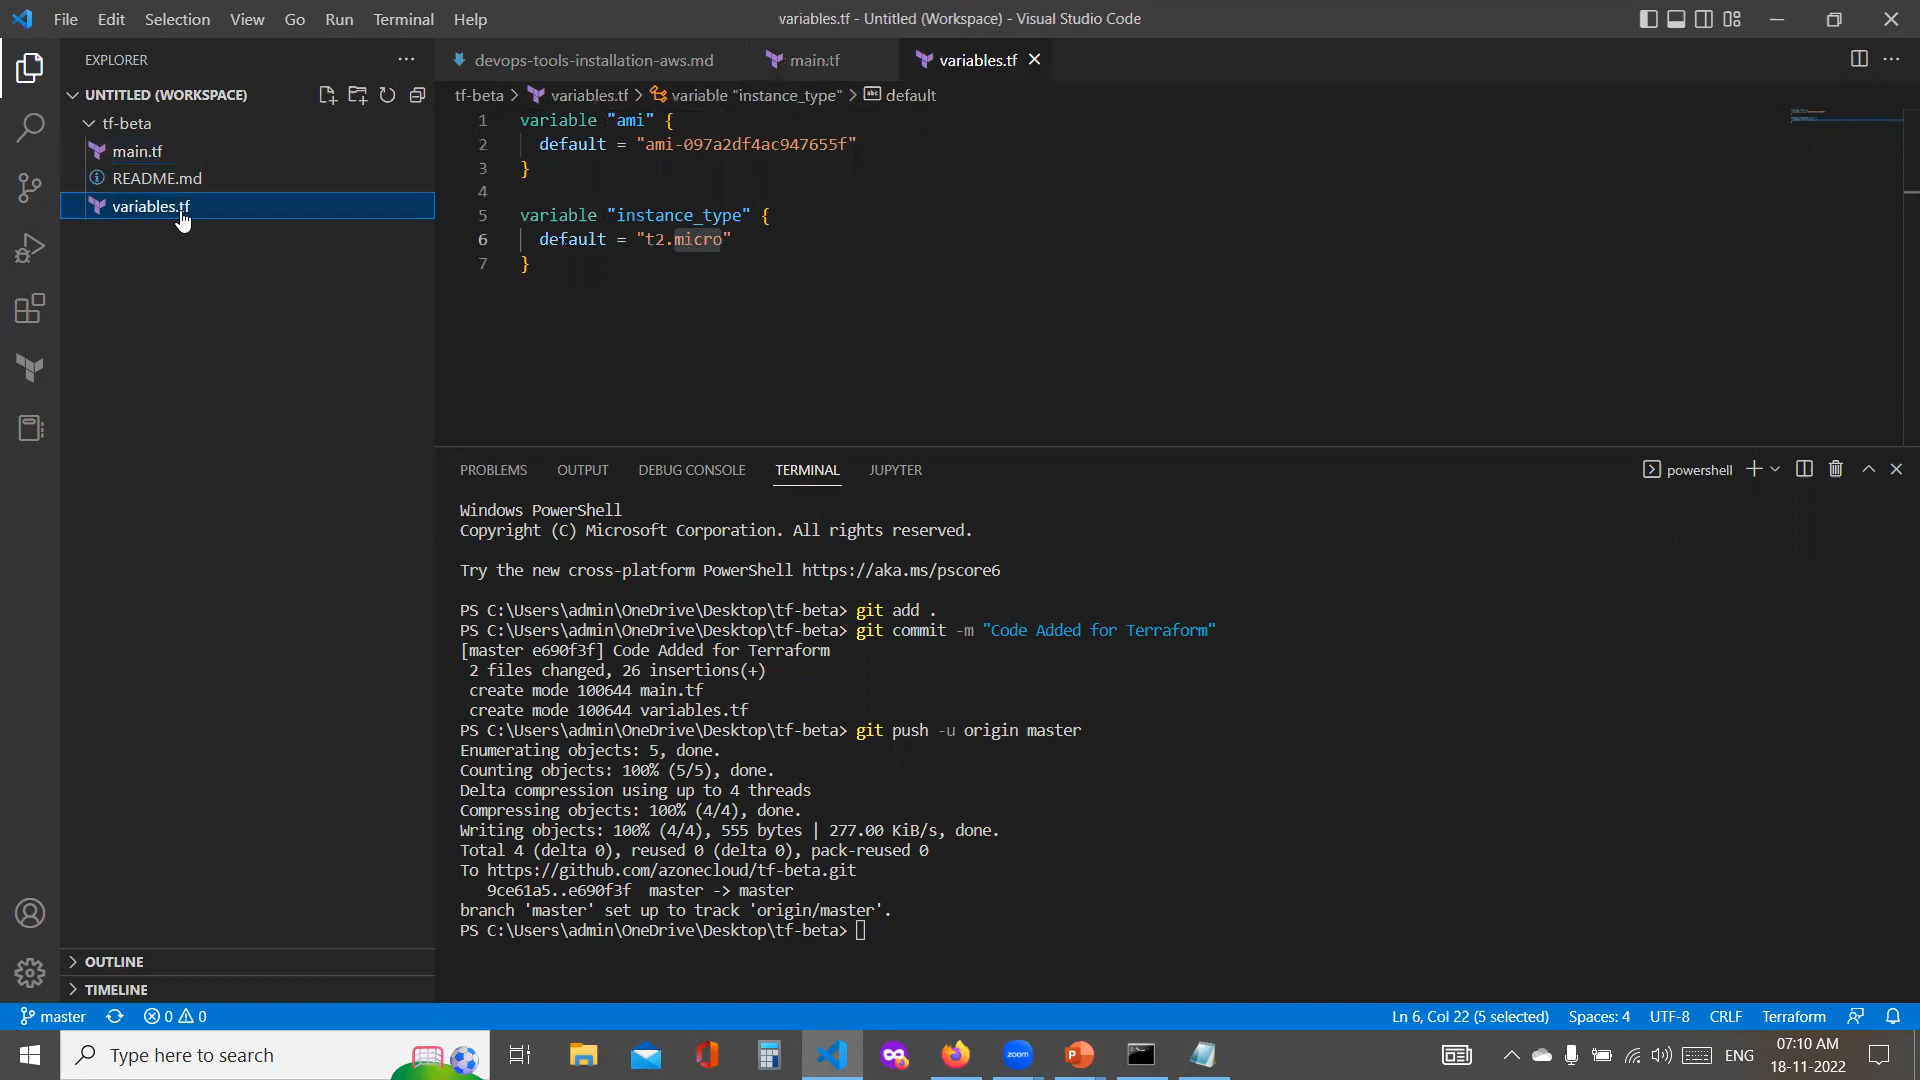 File Edit Selection View Go Run Terminal Help
variables.tf - Untitled (Workspace) - Visual Studio Code
EXPLORER
UNTITLED (WORKSPACE)
tf-beta
main.tf
README.md
variables.tf
OUTLINE
TIMELINE
devops-tools-installation-aws.md
main.tf
variables.tf
tf-beta > variables.tf > variable "instance_type" > default
1 variable "ami" {
2 default = "ami-097a2df4ac947655f"
3 }
4
5 variable "instance_type" {
6 default = "t2.micro"
7 }
PROBLEMS OUTPUT DEBUG CONSOLE TERMINAL JUPYTER
powershell
Windows PowerShell
Copyright (C) Microsoft Corporation. All rights reserved.
Try the new cross-platform PowerShell https://aka.ms/pscore6
PS C:\Users\admin\OneDrive\Desktop\tf-beta> git add .
PS C:\Users\admin\OneDrive\Desktop\tf-beta> git commit -m "Code Added for Terraform"
[master e690f3f] Code Added for Terraform
2 files changed, 26 insertions(+)
create mode 100644 main.tf
create mode 100644 variables.tf
PS C:\Users\admin\OneDrive\Desktop\tf-beta> git push -u origin master
Enumerating objects: 5, done.
Counting objects: 100% (5/5), done.
Delta compression using up to 4 threads
Compressing objects: 100% (4/4), done.
Writing objects: 100% (4/4), 555 bytes | 277.00 KiB/s, done.
Total 4 (delta 0), reused 0 (delta 0), pack-reused 0
To https://github.com/azonecloud/tf-beta.git
9ce61a5..e690f3f master -> master
branch 'master' set up to track 'origin/master'.
PS C:\Users\admin\OneDrive\Desktop\tf-beta>
master 0 0
Ln 6, Col 22 (5 selected) Spaces: 4 UTF-8 CRLF Terraform
Type here to search
zoom
ENG
07:10 AM
18-11-2022